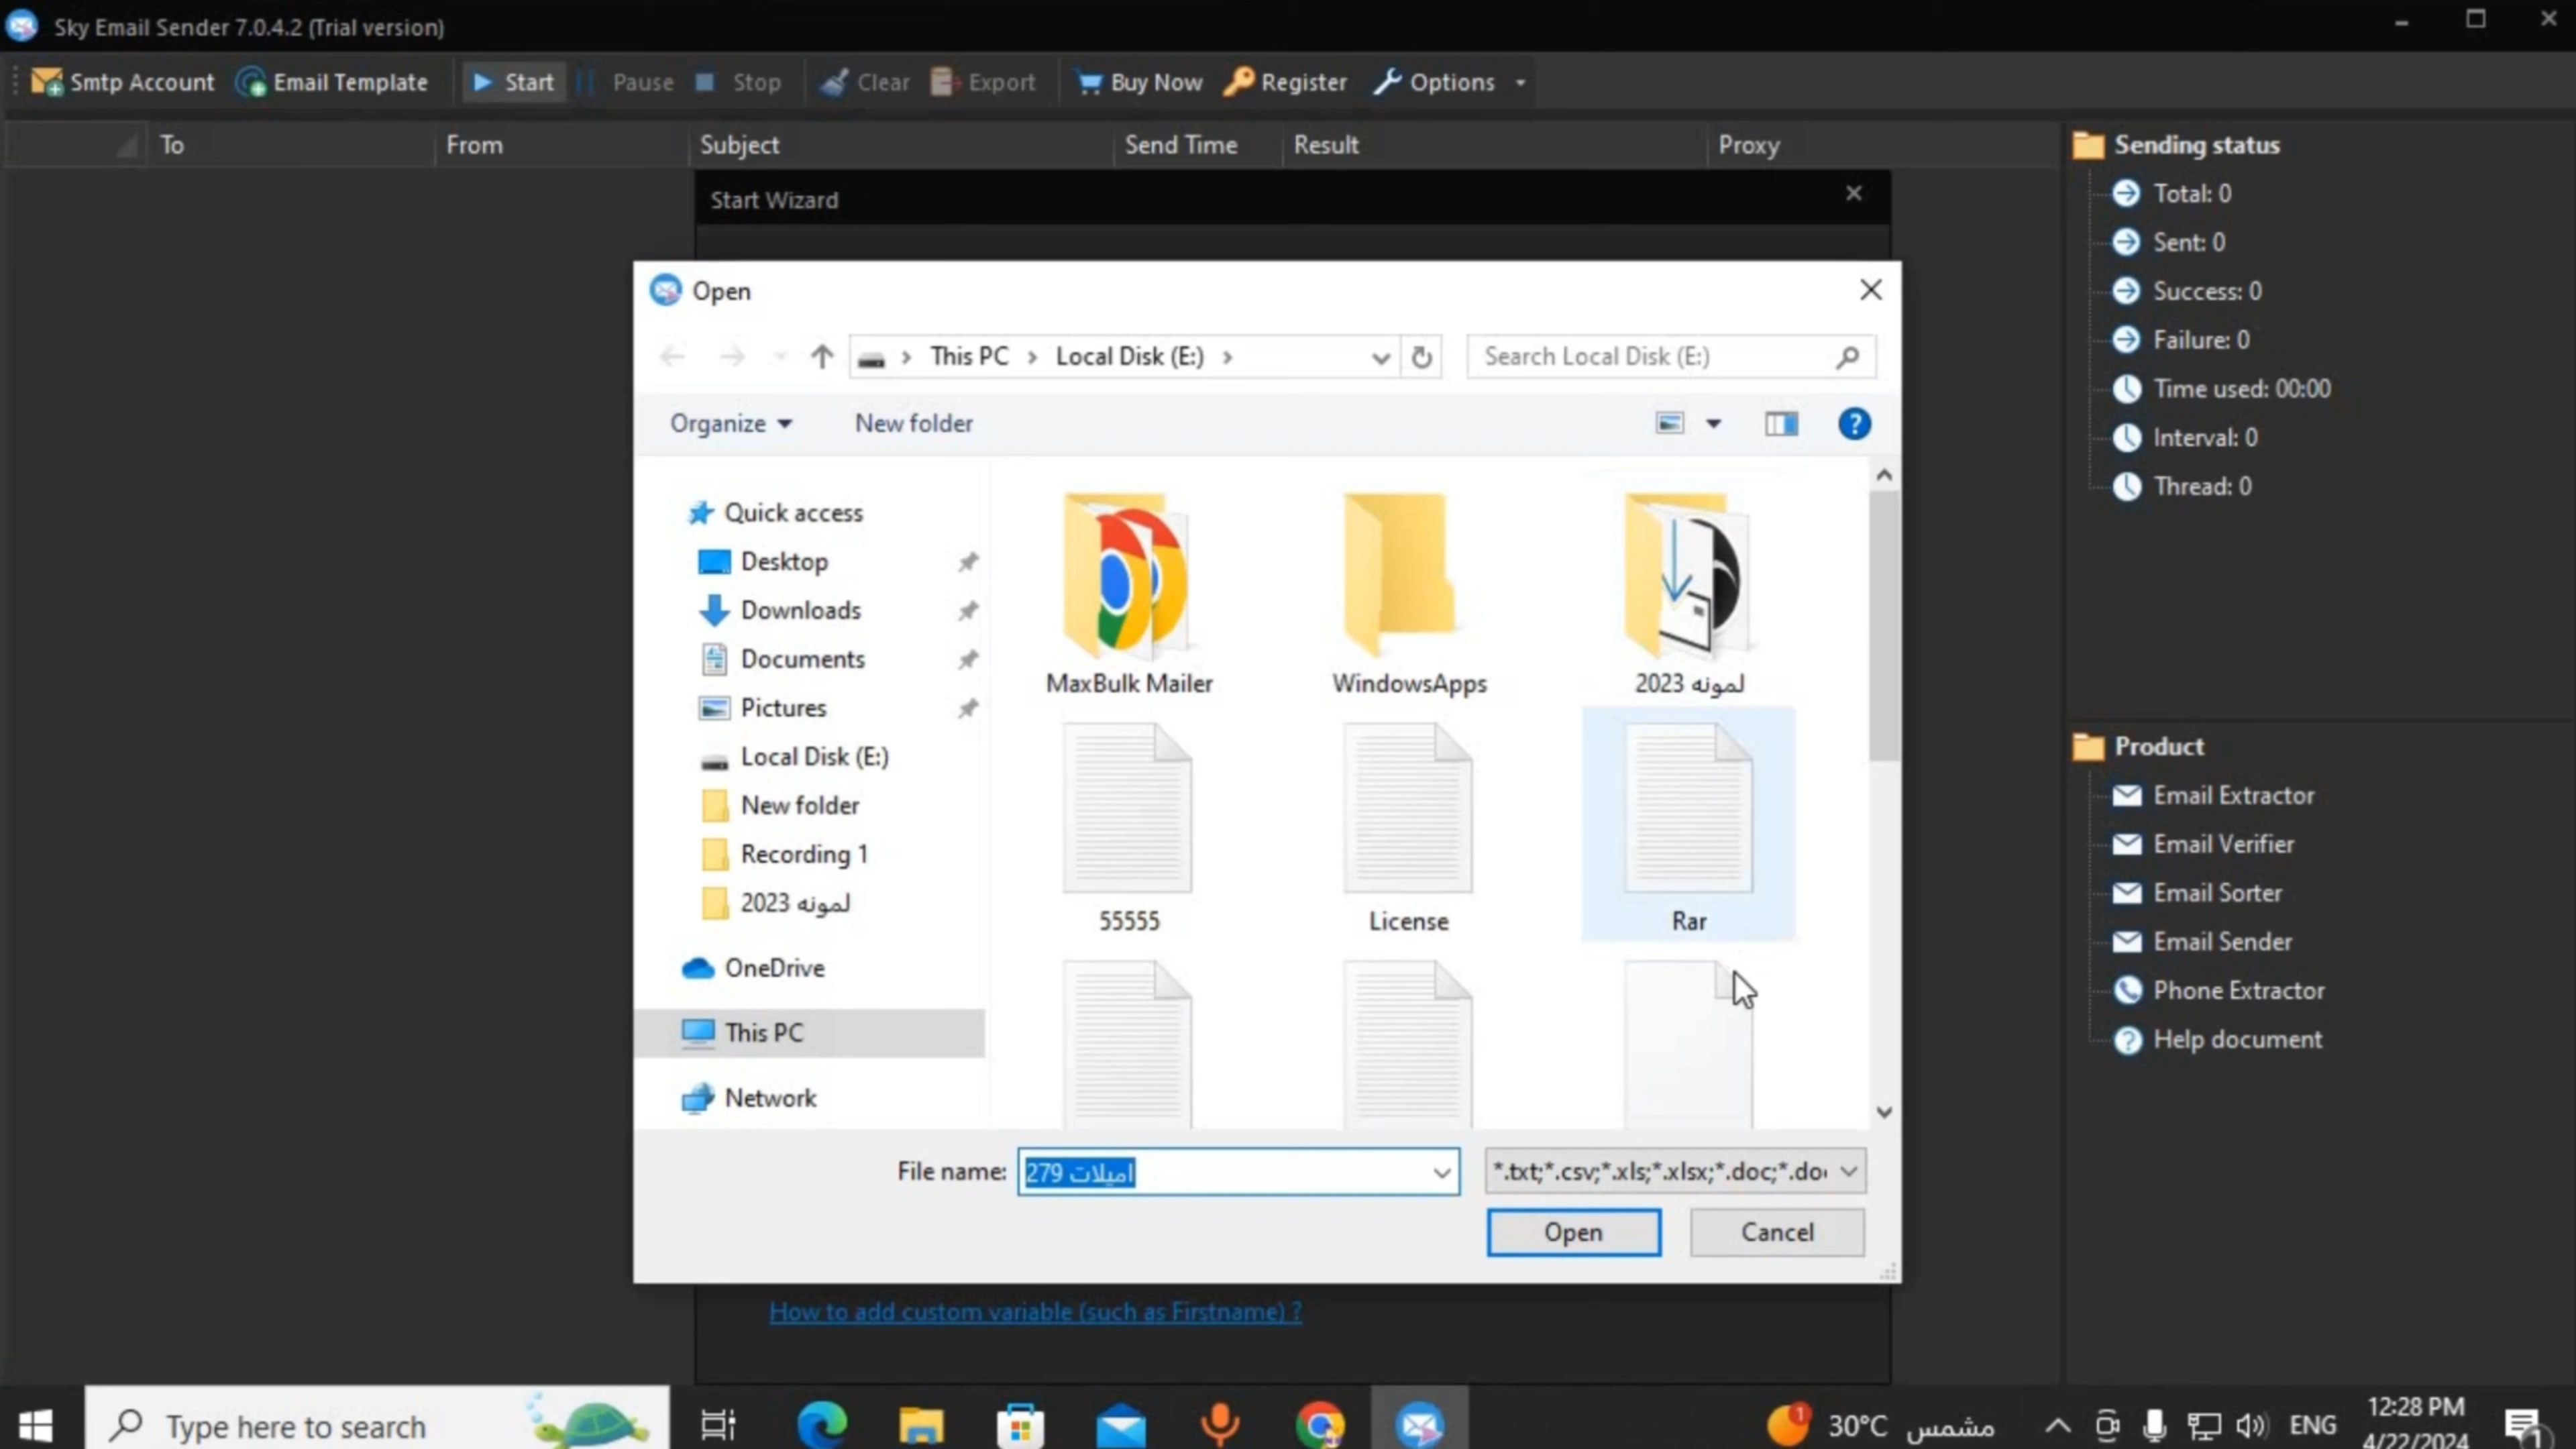 Sky Email Sender 7.0.4.2 (Trial version)
Smtp Account Email Template Start Pause Stop Clear Export Buy Now Register Options
To From Subject Send Time Result Proxy
Start Wizard
Open
This PC > Local Disk (E:) >
Search Local Disk (E:)
Organize New folder
Quick access
Desktop
Downloads
Documents
Pictures
Local Disk (E:)
New folder
Recording 1
لمونه 2023
OneDrive
This PC
Network
MaxBulk Mailer WindowsApps لمونه 2023
55555 License Rar
File name: اميلات 279
*.txt;*.csv;*.xls;*.xlsx;*.doc;*.do
Open Cancel
How to add custom variable (such as Firstname) ?
Sending status
Total: 0
Sent: 0
Success: 0
Failure: 0
Time used: 00:00
Interval: 0
Thread: 0
Product
Email Extractor
Email Verifier
Email Sorter
Email Sender
Phone Extractor
Help document
Type here to search
1
30°C مشمس
ENG
12:28 PM
4/22/2024
1